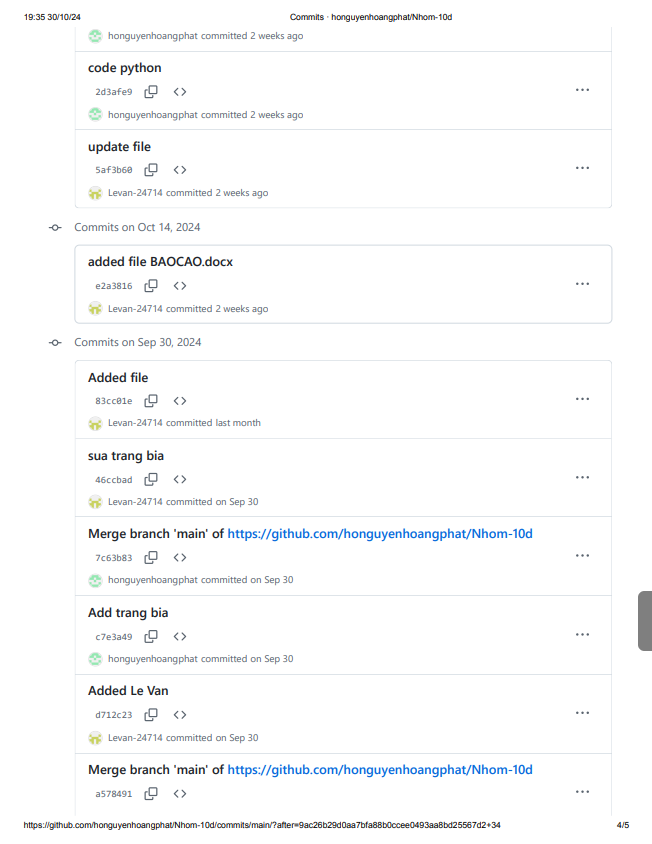 19:35 30/10/24 Commits · honguyenhoangphat/Nhom-10d
honguyenhoangphat committed 2 weeks ago
code python
2d3afe9
honguyenhoangphat committed 2 weeks ago
update file
5af3b60
Levan-24714 committed 2 weeks ago
Commits on Oct 14, 2024
added file BAOCAO.docx
e2a3816
Levan-24714 committed 2 weeks ago
Commits on Sep 30, 2024
Added file
83cc01e
Levan-24714 committed last month
sua trang bia
46ccbad
Levan-24714 committed on Sep 30
Merge branch 'main' of https://github.com/honguyenhoangphat/Nhom-10d
7c63b83
honguyenhoangphat committed on Sep 30
Add trang bia
c7e3a49
honguyenhoangphat committed on Sep 30
Added Le Van
d712c23
Levan-24714 committed on Sep 30
Merge branch 'main' of https://github.com/honguyenhoangphat/Nhom-10d
a578491
https://github.com/honguyenhoangphat/Nhom-10d/commits/main/?after=9ac26b29d0aa7bfa88b0ccee0493aa8bd25567d2+34 4/5